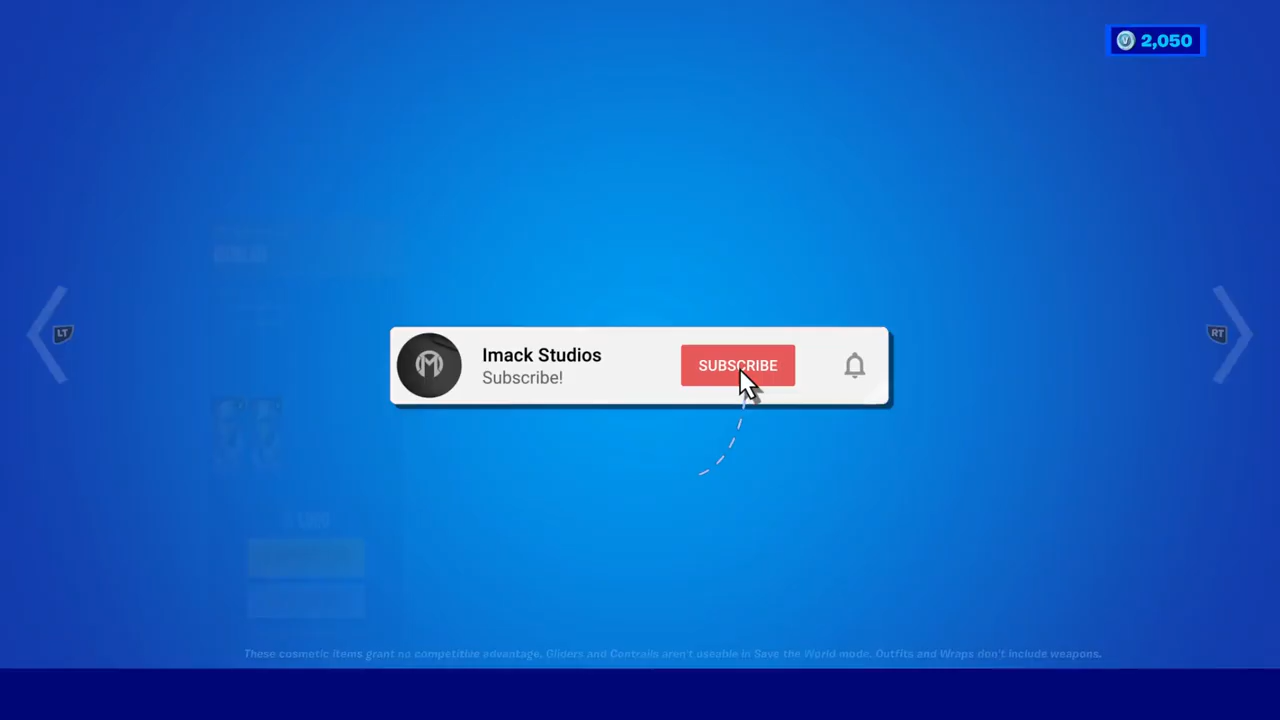 2,050
LT
RT
Imack Studios
Subscribe!
SUBSCRIBE
These cosmetic items grant no competitive advantage. Gliders and Contrails aren't useable in Save the World mode. Outfits and Wraps don't include weapons.